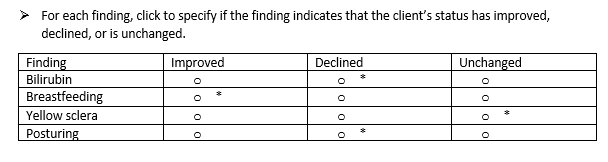 ➢ For each finding, click to specify if the finding indicates that the client's status has improved,
declined, or is unchanged.
Finding Improved Declined Unchanged
Bilirubin ○ ○ * ○
Breastfeeding ○ * ○ ○
Yellow sclera ○ ○ ○ *
Posturing ○ ○ * ○